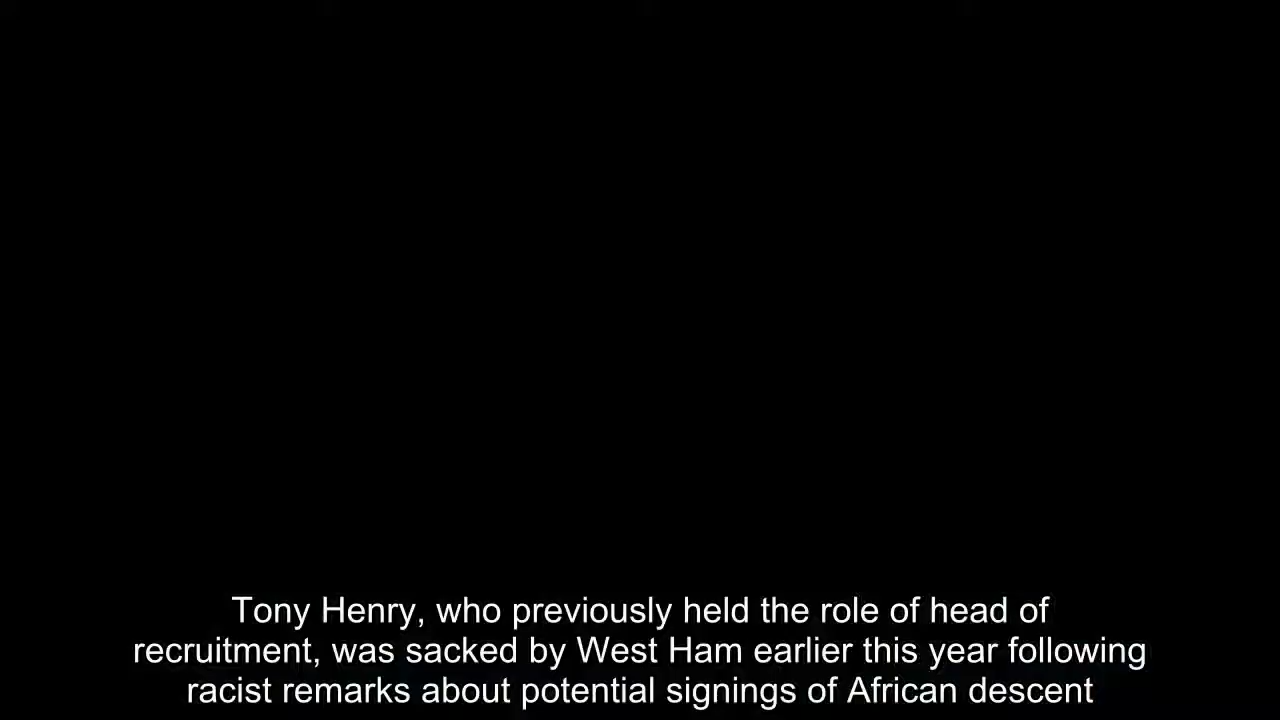 Tony Henry, who previously held the role of head of
recruitment, was sacked by West Ham earlier this year following
racist remarks about potential signings of African descent